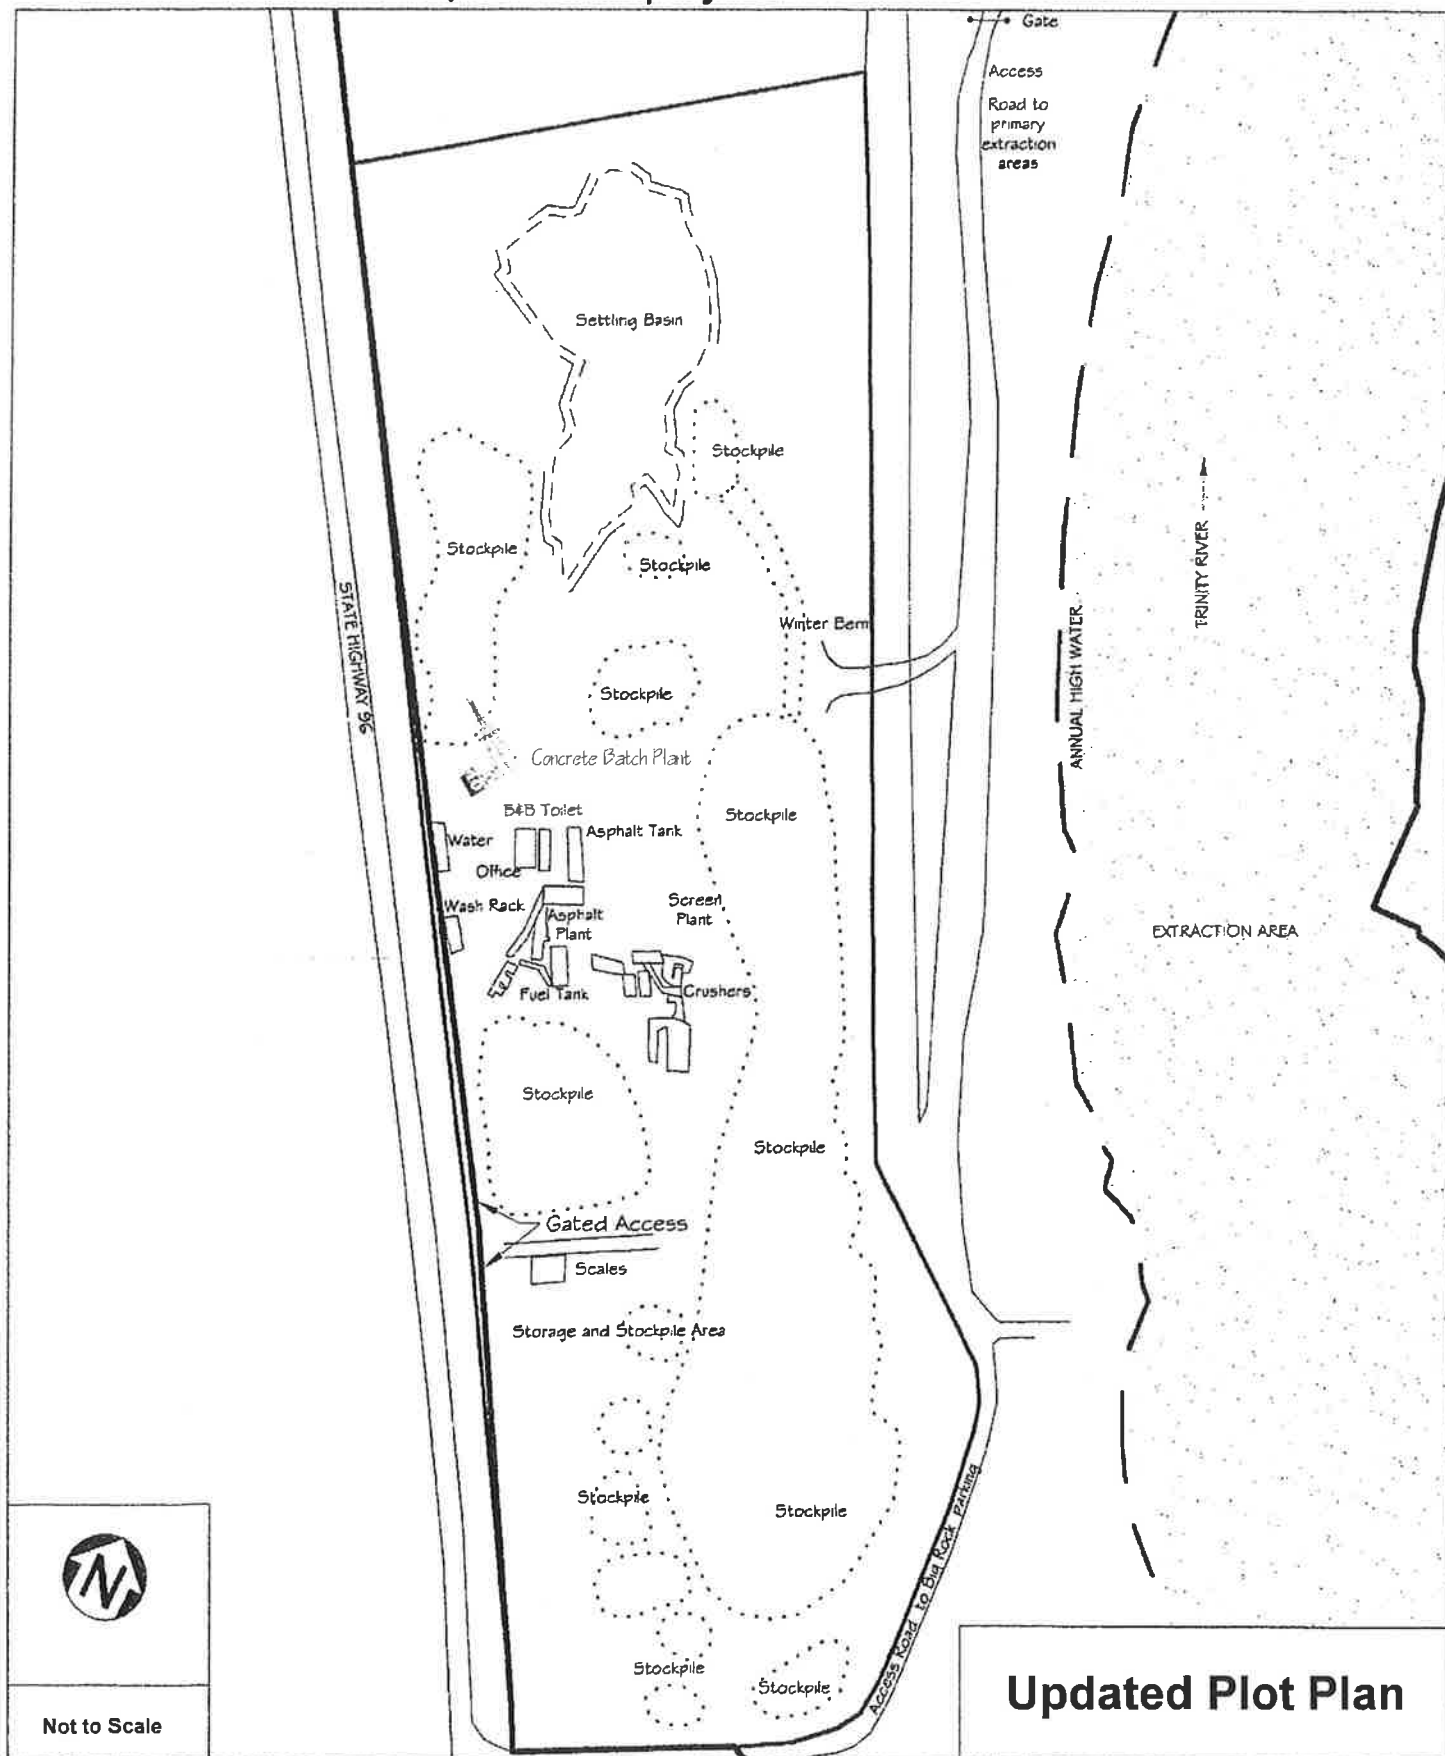 Gate
Access
Road to
primary
extraction
areas
Settling Basin
Stockpile
Stockpile
Stockpile
TRINITY RIVER
Winter Berm
STATE HIGHWAY 96
ANNUAL HIGH WATER
Stockpile
Concrete Batch Plant
B&B Toilet
Stockpile
Asphalt Tank
Water
Office
Wash Rack
Screen
Plant
Asphalt
Plant
EXTRACTION AREA
Fuel Tank
Crushers
Stockpile
Stockpile
Gated Access
Scales
Storage and Stockpile Area
Stockpile
Stockpile
Access Road to Big Rock parking
Stockpile
Stockpile
N
Not to Scale
Updated Plot Plan